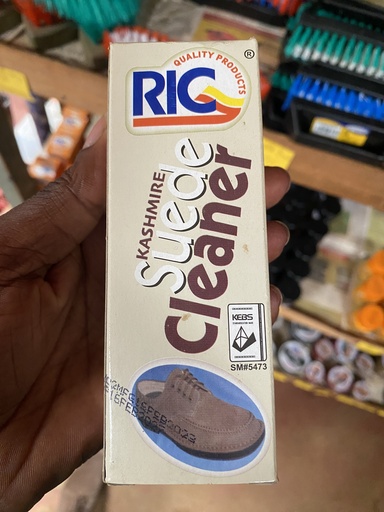 QUALITY PRODUCTS
®
RIC
KASHMIRE
Suede
Cleaner
KEBS
SM#5473